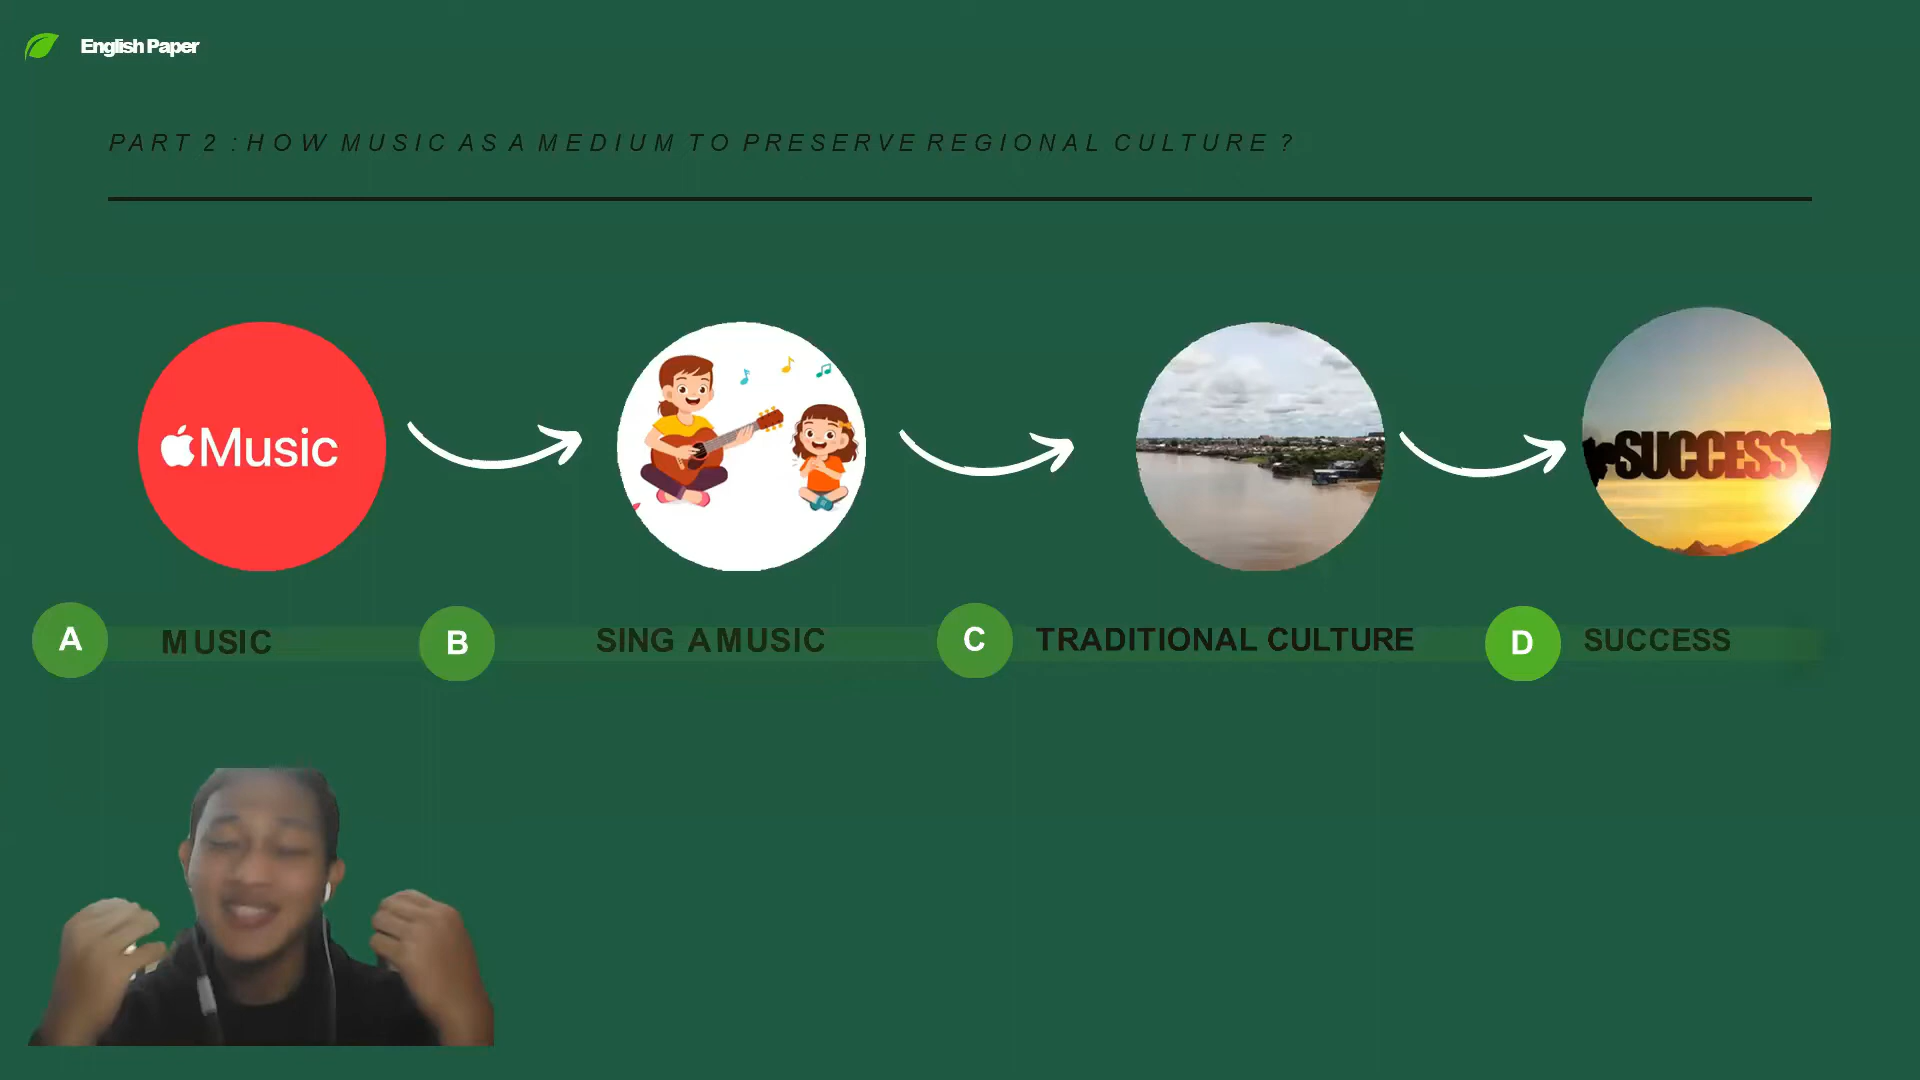 English Paper
PART 2 : HOW MUSIC AS A MEDIUM TO PRESERVE REGIONAL CULTURE ?
Music
SUCCESS
A MUSIC
B SING A MUSIC
C TRADITIONAL CULTURE
D SUCCESS